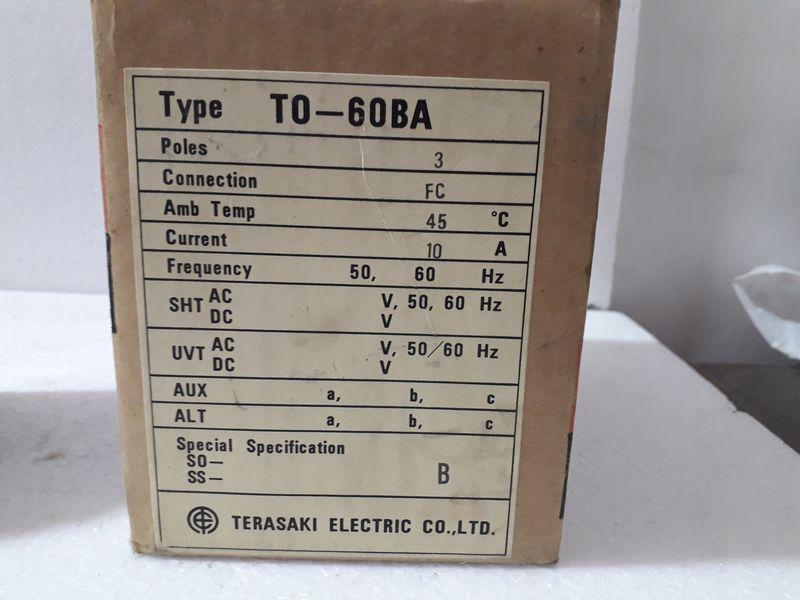 Type TO-60BA
Poles 3
Connection FC
Amb Temp 45 °C
Current 10 A
Frequency 50, 60 Hz
SHT AC V, 50, 60 Hz
DC V
UVT AC V, 50/60 Hz
DC V
AUX a, b, c
ALT a, b, c
Special Specification
SO-
SS- B
TERASAKI ELECTRIC CO.,LTD.